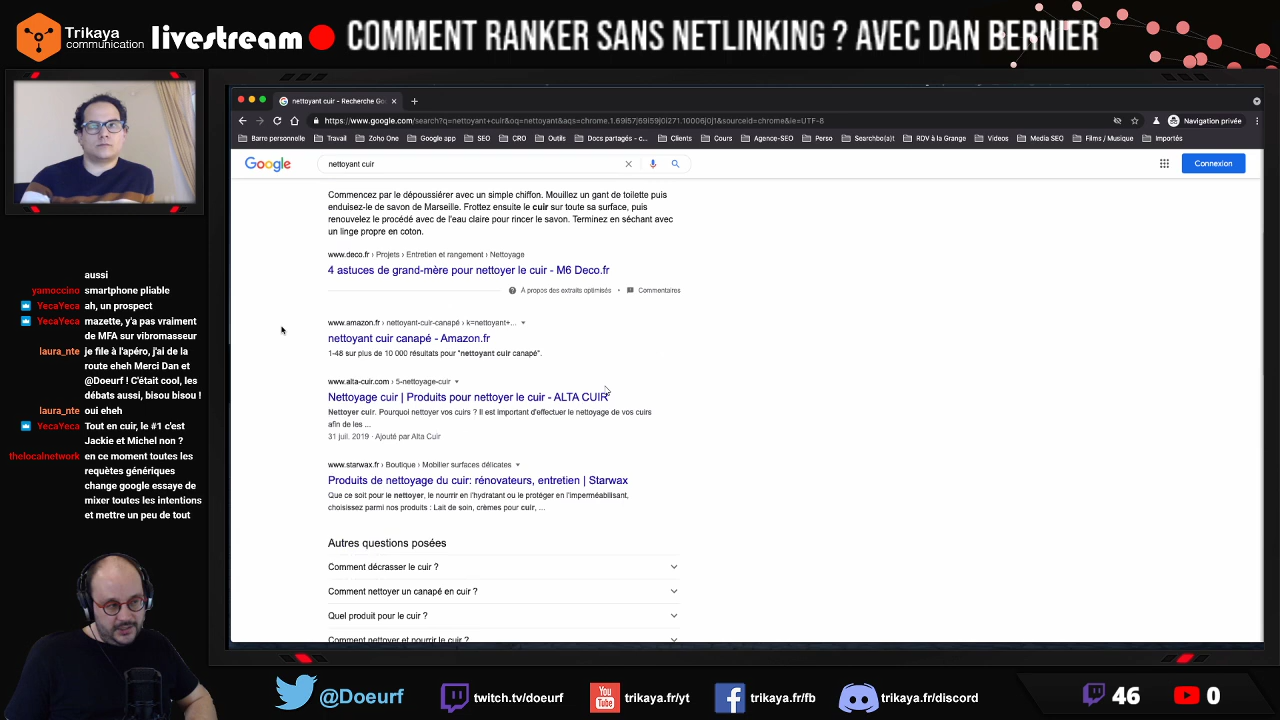 Trikaya
communication
livestream
COMMENT RANKER SANS NETLINKING ? AVEC DAN BERNIER
nettoyant cuir - Recherche Go
https://www.google.com/search?q=nettoyant+cuir&oq=nettoyant&aqs=chrome.1.69i57j69i59j0i271.10006j0j1&sourceid=chrome&ie=UTF-8
Navigation privée
Barre personnelle
Travail
Zoho One
Google app
SEO
CRO
Outils
Docs partagés - c...
Clients
Cours
Agence-SEO
Perso
Searchbo(a)t
RDV à la Grange
Videos
Media SEO
Films / Musique
Importés
Google
nettoyant cuir
Connexion
Commencez par le dépoussiérer avec un simple chiffon. Mouillez un gant de toilette puis
enduisez-le de savon de Marseille. Frottez ensuite le cuir sur toute sa surface, puis
renouvelez le procédé avec de l'eau claire pour rincer le savon. Terminez en séchant avec
un linge propre en coton.
www.deco.fr › Projets › Entretien et rangement › Nettoyage
4 astuces de grand-mère pour nettoyer le cuir - M6 Deco.fr
À propos des extraits optimisés • Commentaires
www.amazon.fr › nettoyant-cuir-canapé › k=nettoyant+...
nettoyant cuir canapé - Amazon.fr
1-48 sur plus de 10 000 résultats pour "nettoyant cuir canapé".
www.alta-cuir.com › 5-nettoyage-cuir
Nettoyage cuir | Produits pour nettoyer le cuir - ALTA CUIR
Nettoyer cuir. Pourquoi nettoyer vos cuirs ? Il est important d'effectuer le nettoyage de vos cuirs
afin de les ...
31 juil. 2019 · Ajouté par Alta Cuir
www.starwax.fr › Boutique › Mobilier surfaces délicates
Produits de nettoyage du cuir: rénovateurs, entretien | Starwax
Que ce soit pour le nettoyer, le nourrir en l'hydratant ou le protéger en l'imperméabilisant,
choisissez parmi nos produits : Lait de soin, crèmes pour cuir, ...
Autres questions posées
Comment décrasser le cuir ?
Comment nettoyer un canapé en cuir ?
Quel produit pour le cuir ?
Comment nettoyer et nourrir le cuir ?
aussi
yamoccino smartphone pliable
YecaYeca ah, un prospect
YecaYeca mazette, y'a pas vraiment
de MFA sur vibromasseur
laura_nte je file à l'apéro, j'ai de la
route eheh Merci Dan et
@Doeurf ! C'était cool, les
débats aussi, bisou bisou !
laura_nte oui eheh
YecaYeca Tout en cuir, le #1 c'est
Jackie et Michel non ?
thelocalnetwork en ce moment toutes les
requètes génériques
change google essaye de
mixer toutes les intentions
et mettre un peu de tout
@Doeurf
twitch.tv/doeurf
You
Tube
trikaya.fr/yt
trikaya.fr/fb
trikaya.fr/discord
46
0